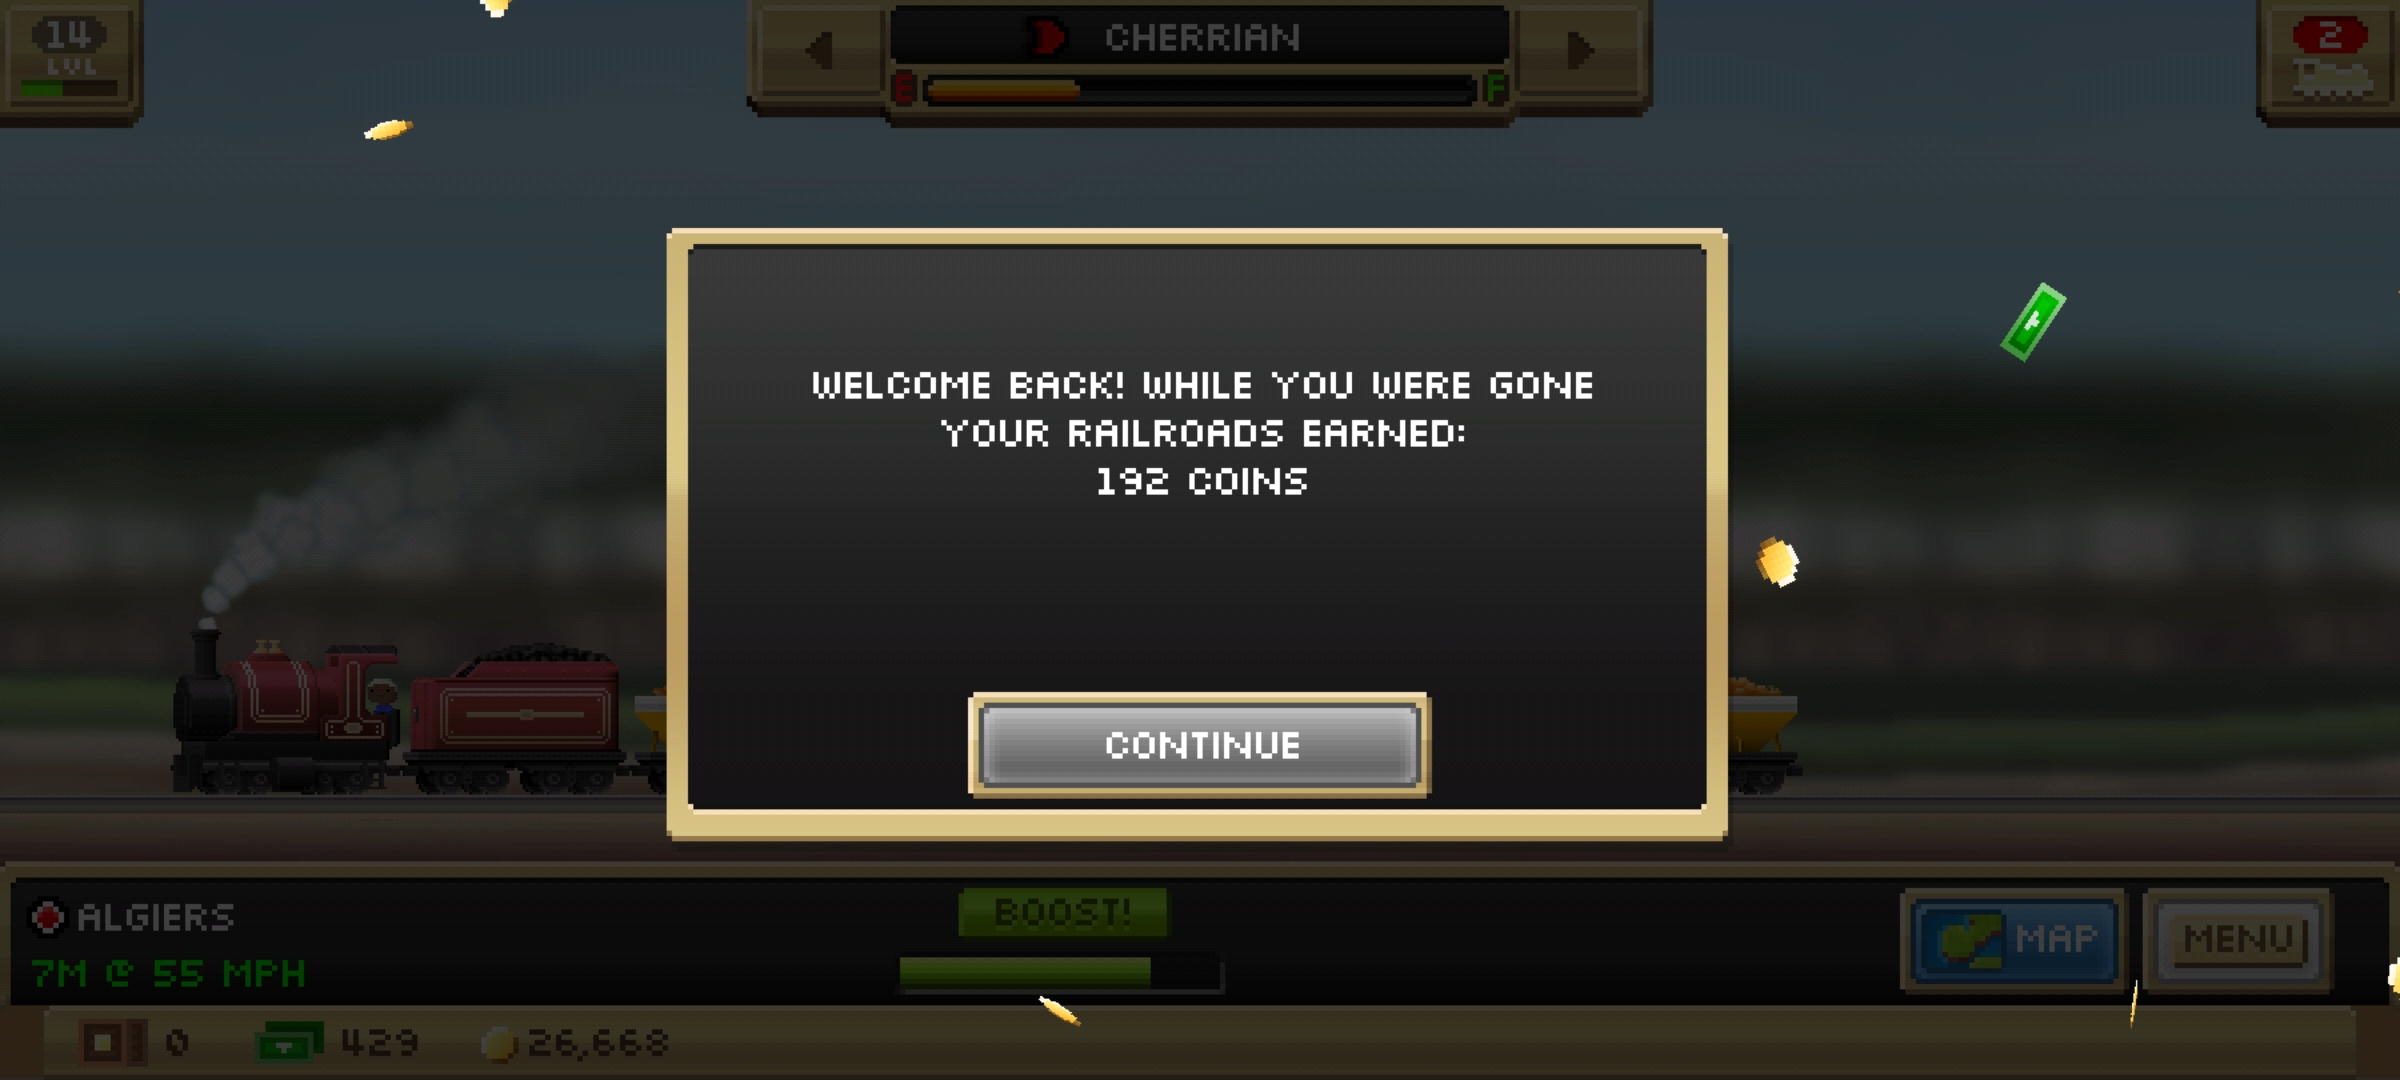 14
LVL
CHERRIAN
E F
2
WELCOME BACK! WHILE YOU WERE GONE
YOUR RAILROADS EARNED:
192 COINS
CONTINUE
ALGIERS
7M @ 55 MPH
BOOST!
MAP
MENU
0 429 26,668